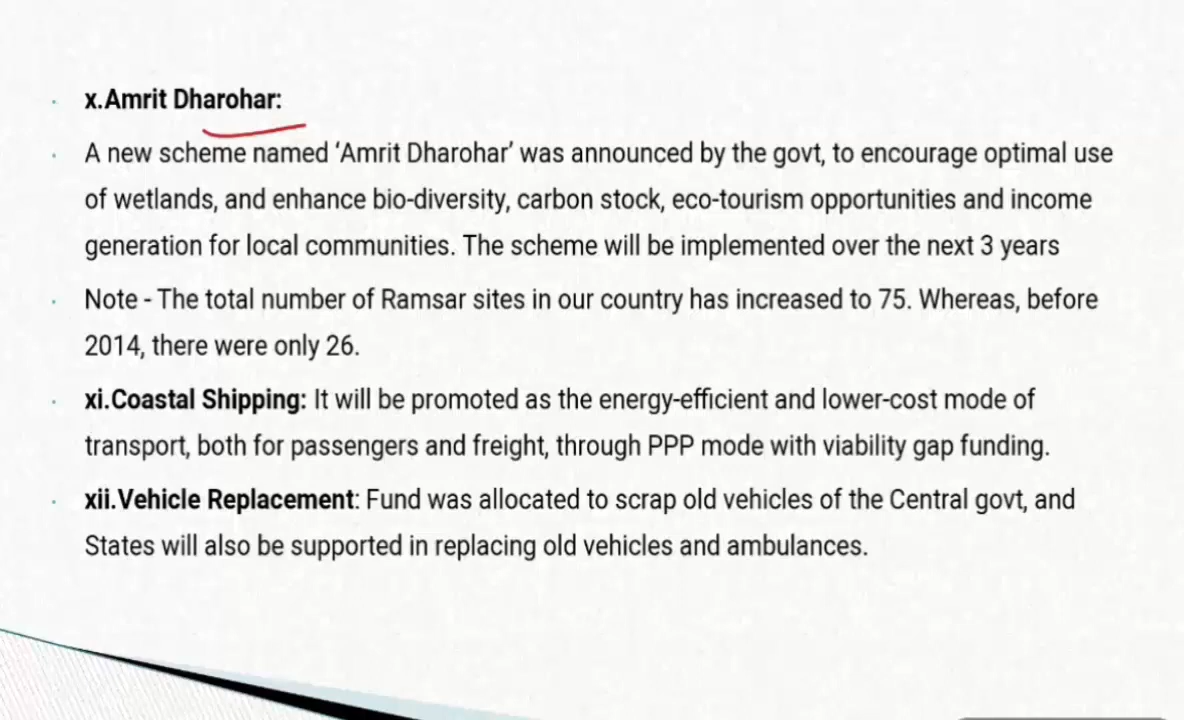 x.Amrit Dharohar:
A new scheme named ‘Amrit Dharohar’ was announced by the govt, to encourage optimal use
of wetlands, and enhance bio-diversity, carbon stock, eco-tourism opportunities and income
generation for local communities. The scheme will be implemented over the next 3 years
Note - The total number of Ramsar sites in our country has increased to 75. Whereas, before
2014, there were only 26.
xi.Coastal Shipping: It will be promoted as the energy-efficient and lower-cost mode of
transport, both for passengers and freight, through PPP mode with viability gap funding.
xii.Vehicle Replacement: Fund was allocated to scrap old vehicles of the Central govt, and
States will also be supported in replacing old vehicles and ambulances.